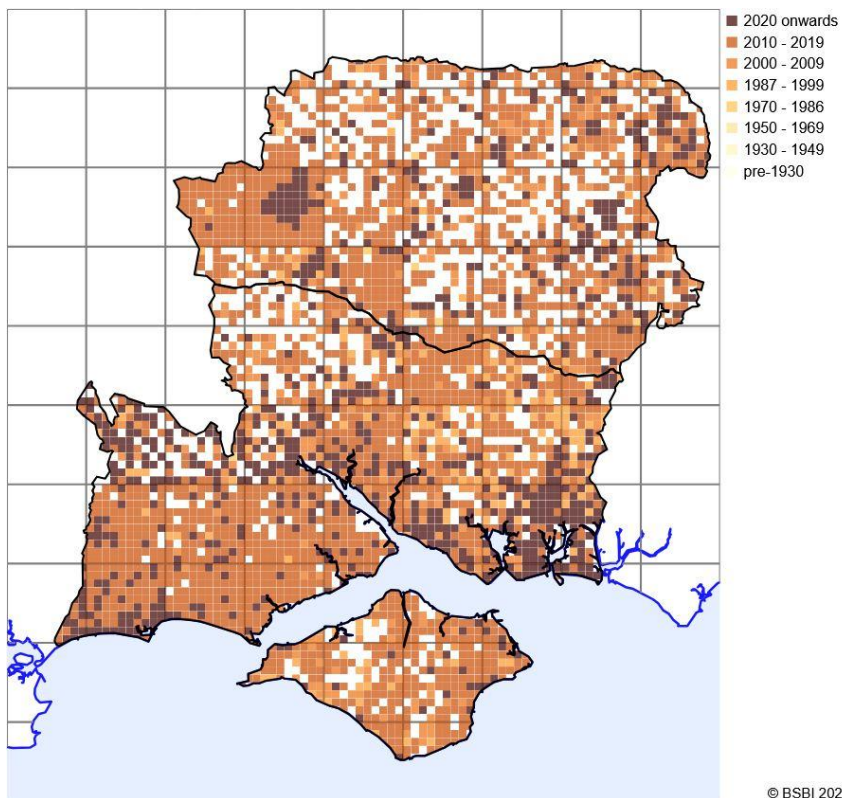 2020 onwards
2010 - 2019
2000 - 2009
1987 - 1999
1970 - 1986
1950 - 1969
1930 - 1949
pre-1930
© BSBI 202